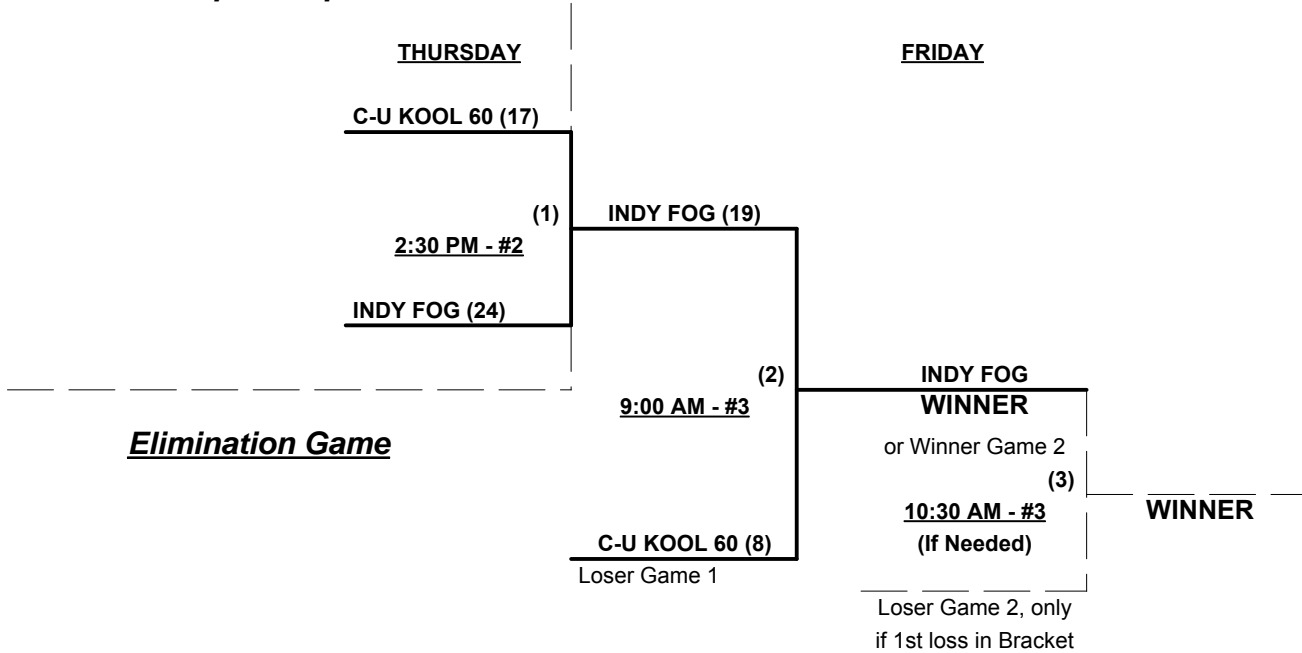 THURSDAY
FRIDAY
C-U KOOL 60 (17)
(1)
INDY FOG (19)
2:30 PM - #2
INDY FOG (24)
(2)
INDY FOG
9:00 AM - #3
WINNER
Elimination Game
or Winner Game 2
(3)
10:30 AM - #3
WINNER
C-U KOOL 60 (8)
(If Needed)
Loser Game 1
Loser Game 2, only
if 1st loss in Bracket